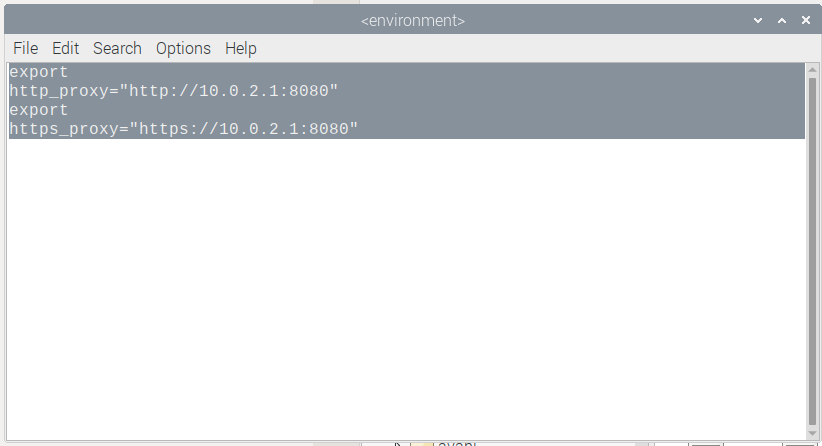 <environment>
File Edit Search Options Help
export
http_proxy="http://10.0.2.1:8080"
export
https_proxy="https://10.0.2.1:8080"